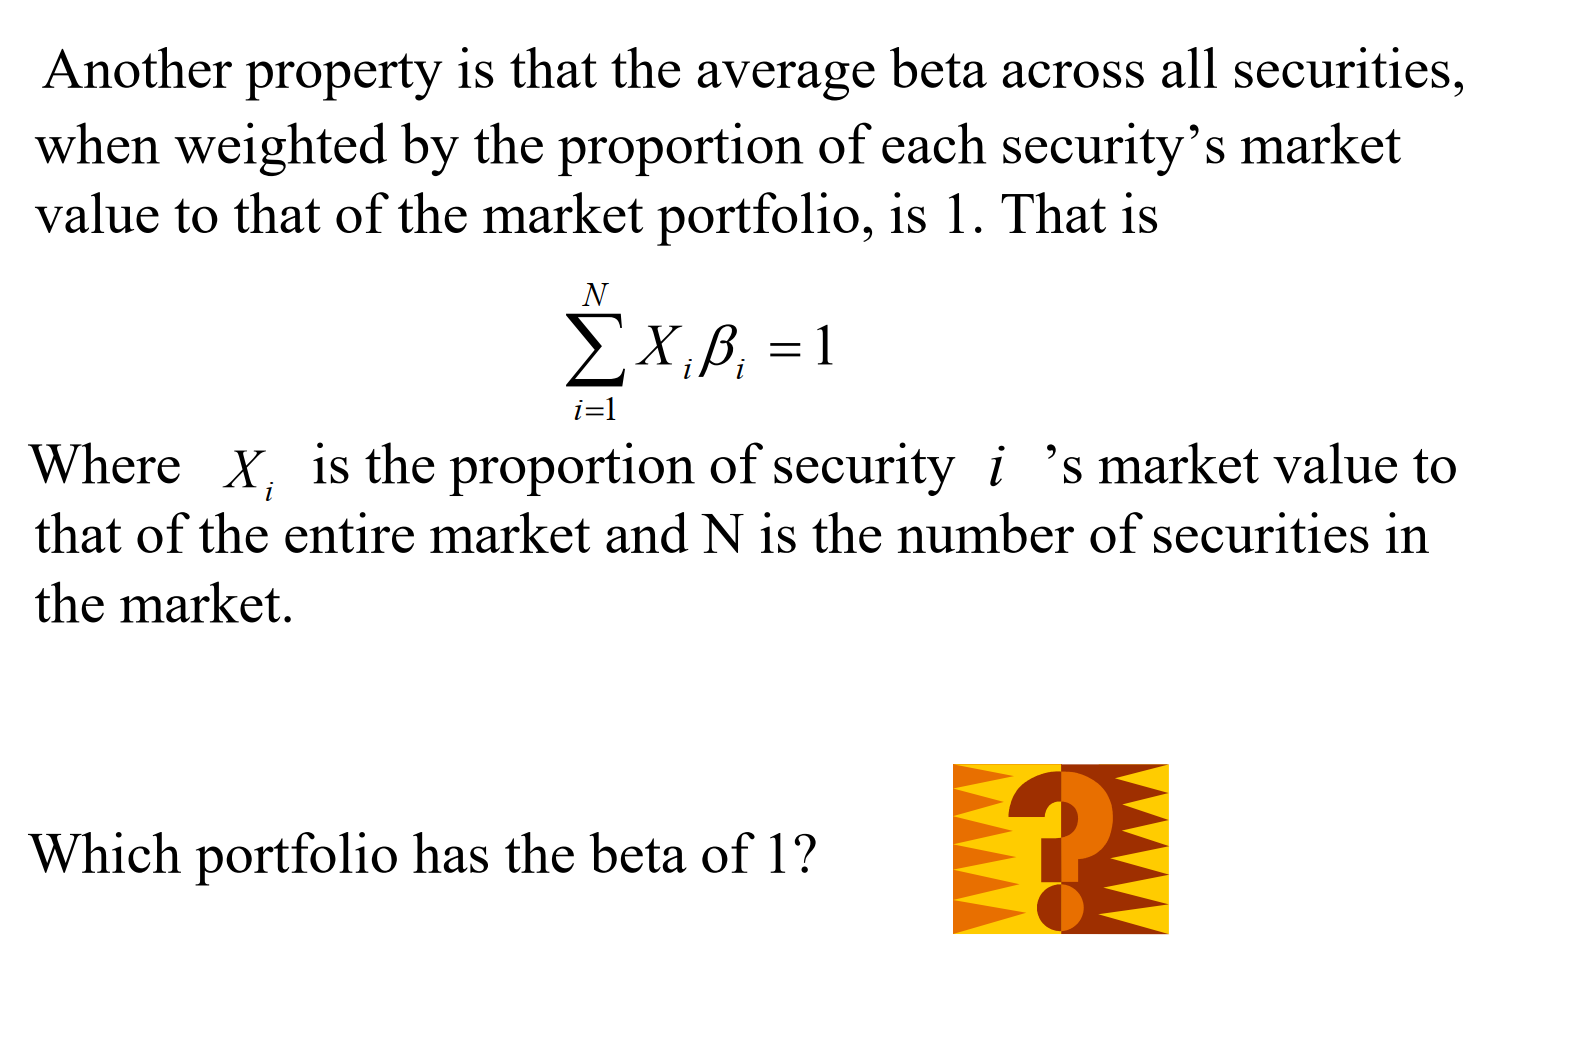 Another property is that the average beta across all securities,
when weighted by the proportion of each security’s market
value to that of the market portfolio, is 1. That is
N
∑ X_i β_i = 1
i=1
Where X_i is the proportion of security i ’s market value to
that of the entire market and N is the number of securities in
the market.
Which portfolio has the beta of 1?
?